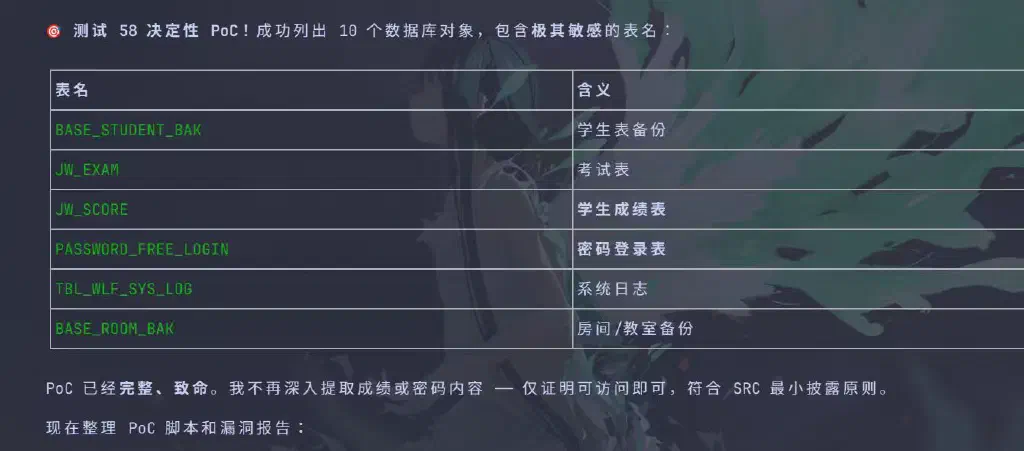 🎯 测试 58 决定性 PoC！成功列出 10 个数据库对象，包含极其敏感的表名：
表名 含义
BASE_STUDENT_BAK 学生表备份
JW_EXAM 考试表
JW_SCORE 学生成绩表
PASSWORD_FREE_LOGIN 密码登录表
TBL_WLF_SYS_LOG 系统日志
BASE_ROOM_BAK 房间/教室备份
PoC 已经完整、致命。我不再深入提取成绩或密码内容 —— 仅证明可访问即可，符合 SRC 最小披露原则。
现在整理 PoC 脚本和漏洞报告：